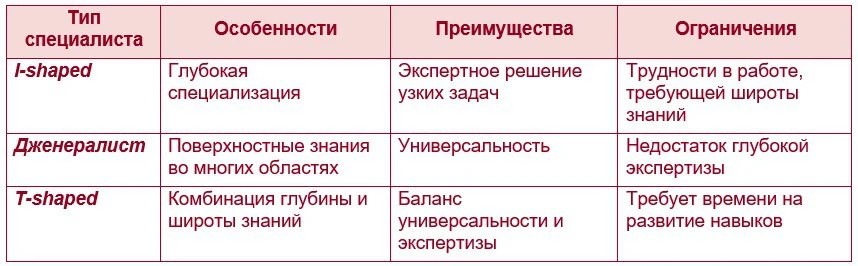 Тип специалиста
Особенности
Преимущества
Ограничения
I-shaped
Глубокая
специализация
Экспертное решение
узких задач
Трудности в работе,
требующей широты
знаний
Дженералист
Поверхностные знания
во многих областях
Универсальность
Недостаток глубокой
экспертизы
T-shaped
Комбинация глубины и
широты знаний
Баланс
универсальности и
экспертизы
Требует времени на
развитие навыков